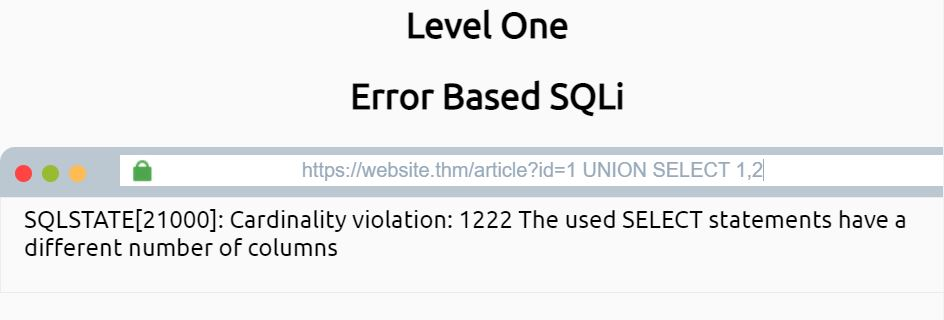 Level One
Error Based SQLi
https://website.thm/article?id=1 UNION SELECT 1,2
SQLSTATE[21000]: Cardinality violation: 1222 The used SELECT statements have a
different number of columns